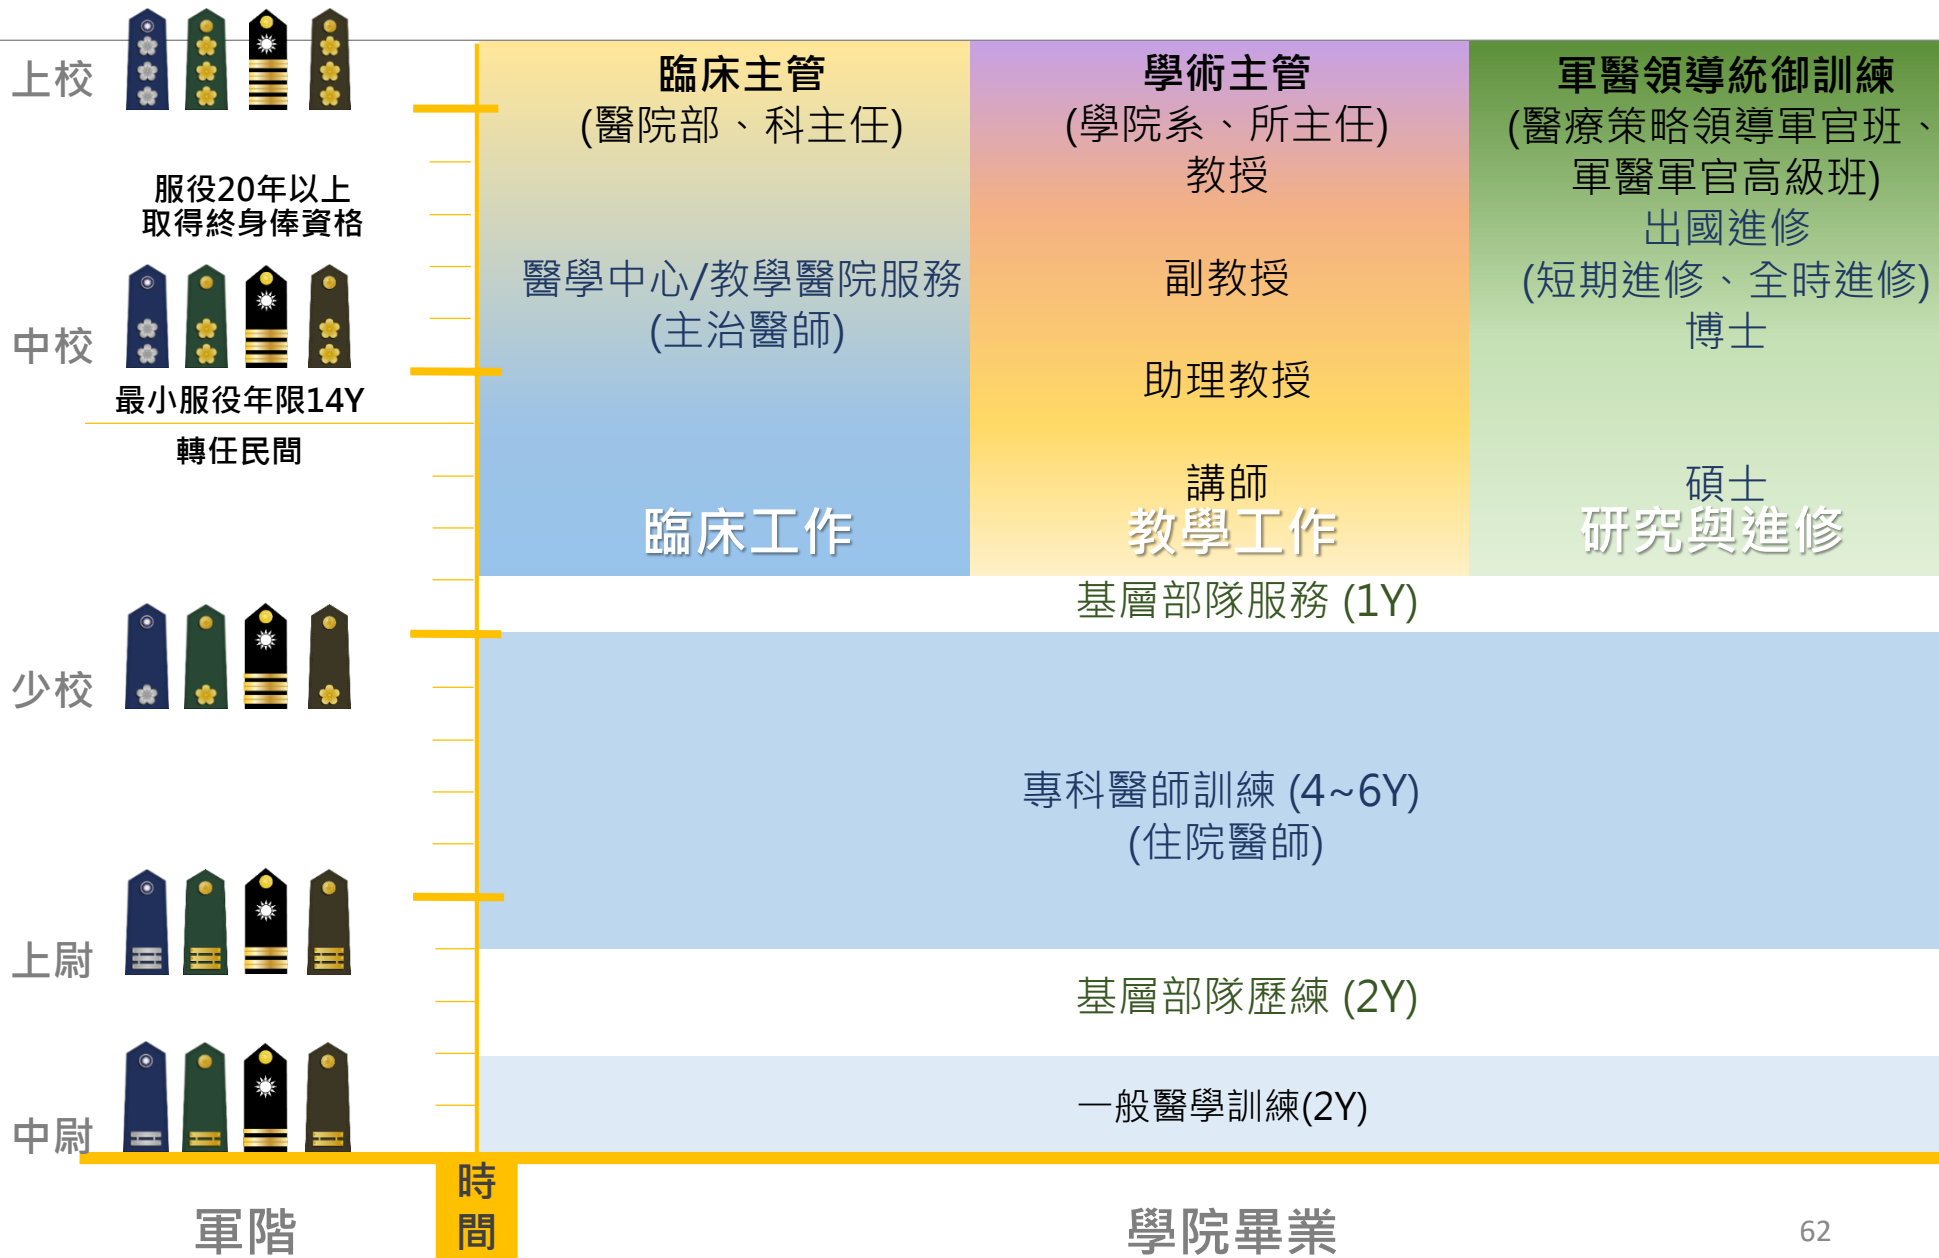 上校
服役20年以上
取得終身俸資格
中校
最小服役年限14Y
轉任民間
少校
上尉
中尉
臨床主管
(醫院部、科主任)
醫學中心/教學醫院服務
(主治醫師)
臨床工作
學術主管
(學院系、所主任)
教授
副教授
助理教授
講師
教學工作
軍醫領導統御訓練
(醫療策略領導軍官班、
軍醫軍官高級班)
出國進修
(短期進修、全時進修)
博士
碩士
研究與進修
基層部隊服務 (1Y)
專科醫師訓練 (4~6Y)
(住院醫師)
基層部隊歷練 (2Y)
一般醫學訓練(2Y)
軍階
時
間
學院畢業
62